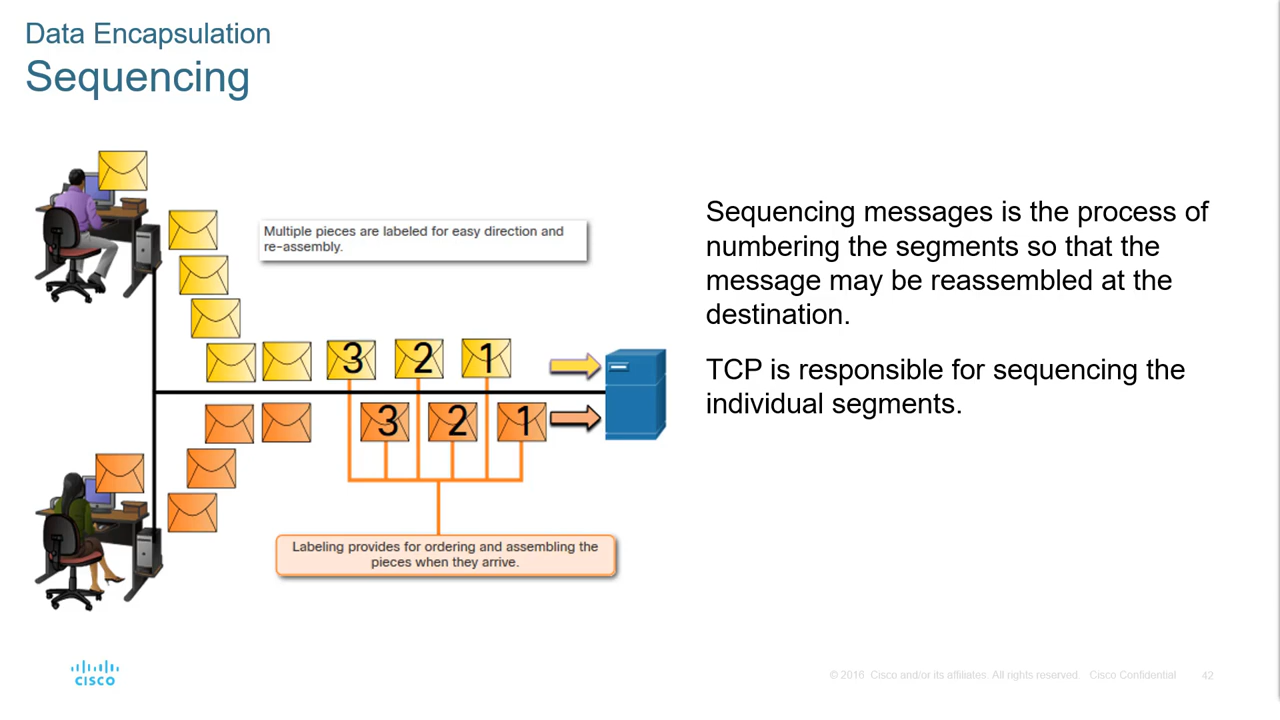 Data Encapsulation
Sequencing
Multiple pieces are labeled for easy direction and
re-assembly.
3 2 1
3 2 1
Labeling provides for ordering and assembling the
pieces when they arrive.
Sequencing messages is the process of
numbering the segments so that the
message may be reassembled at the
destination.
TCP is responsible for sequencing the
individual segments.
CISCO
© 2016 Cisco and/or its affiliates. All rights reserved. Cisco Confidential 42